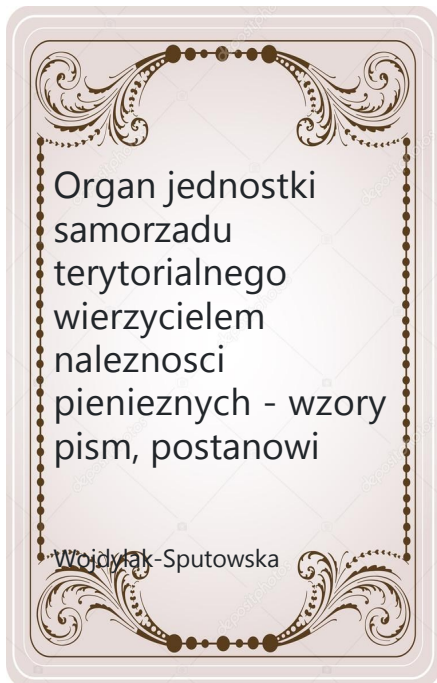 Organ jednostki
samorzadu
terytorialnego
wierzycielem
naleznosci
pienieznych - wzory
pism, postanowi
Wojdylak-Sputowska